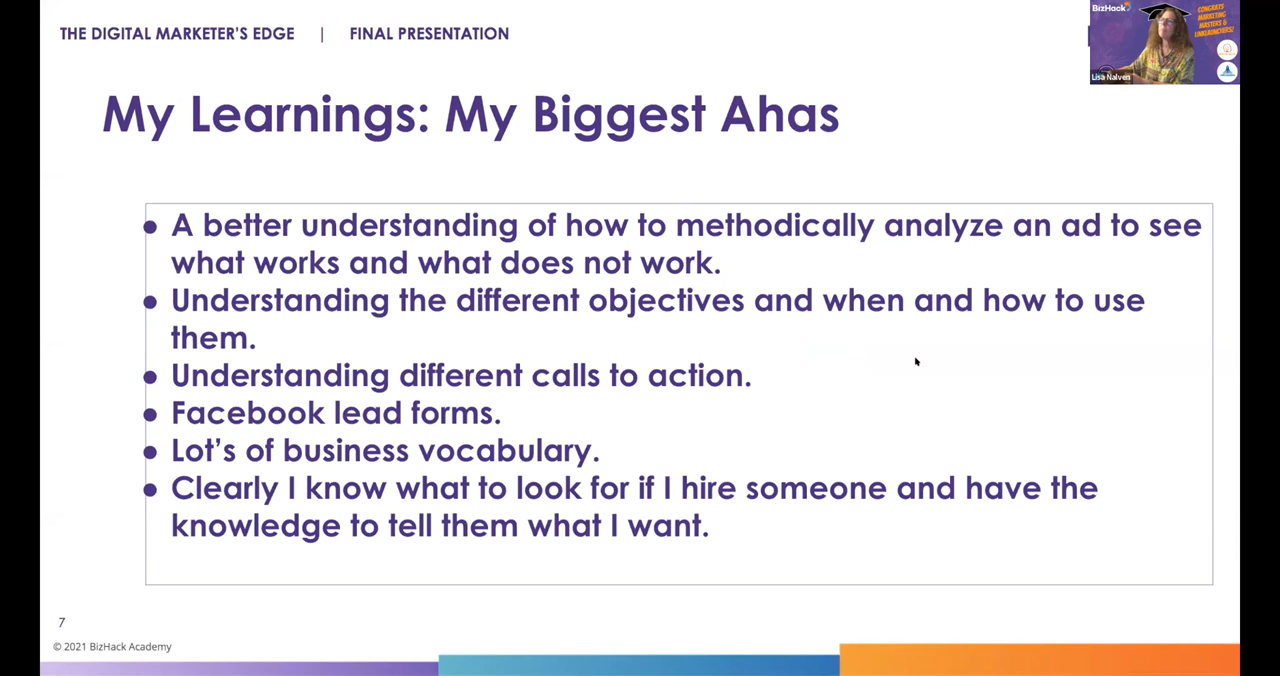 THE DIGITAL MARKETER'S EDGE | FINAL PRESENTATION
BizHack
CONGRATS
MARKETING
MASTERS &
LINKLAUNCHERS!
Lisa Nalven
My Learnings: My Biggest Ahas
● A better understanding of how to methodically analyze an ad to see
what works and what does not work.
● Understanding the different objectives and when and how to use
them.
● Understanding different calls to action.
● Facebook lead forms.
● Lot's of business vocabulary.
● Clearly I know what to look for if I hire someone and have the
knowledge to tell them what I want.
7
© 2021 BizHack Academy